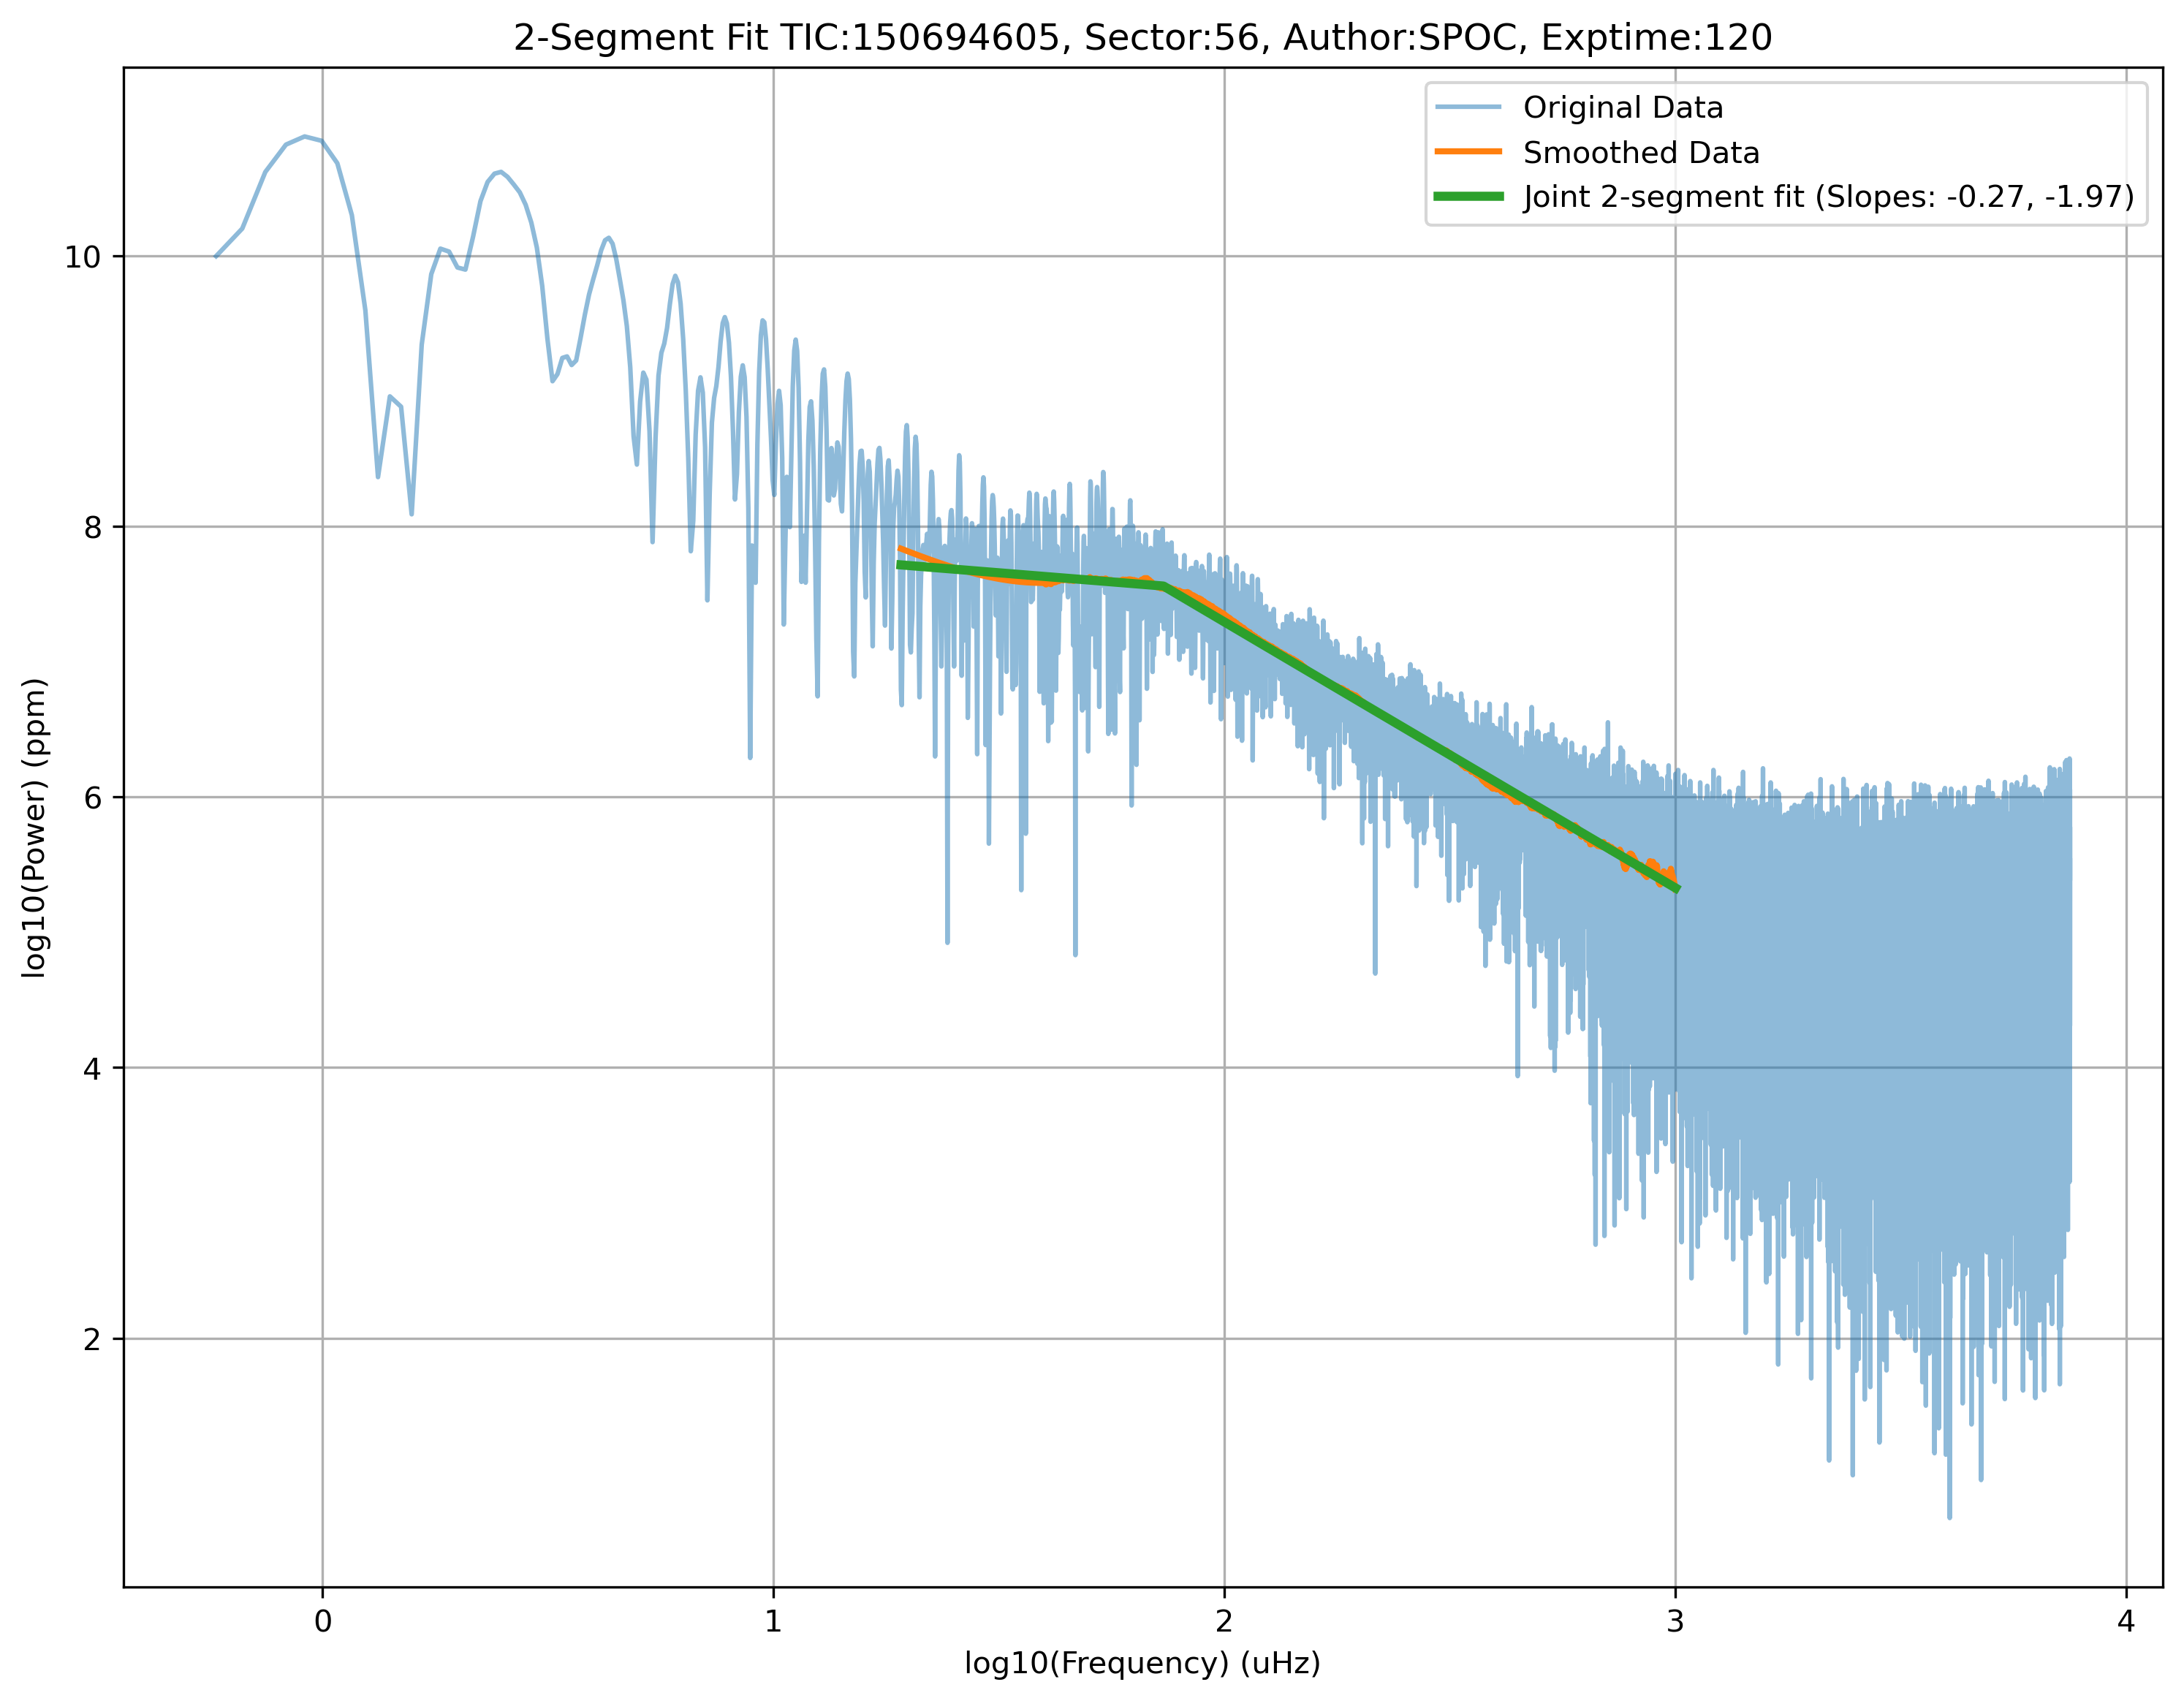 2-Segment Fit TIC:150694605, Sector:56, Author:SPOC, Exptime:120
Original Data
Smoothed Data
Joint 2-segment fit (Slopes: -0.27, -1.97)
log10(Power) (ppm)
10
8
6
4
2
0 1 2 3 4
log10(Frequency) (uHz)